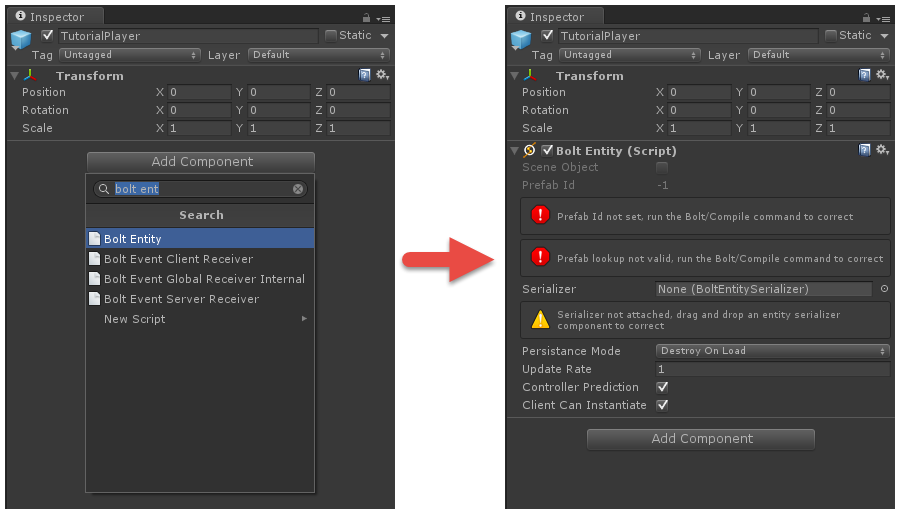 Inspector
TutorialPlayer
Static
Tag Untagged Layer Default
Transform
Position X 0 Y 0 Z 0
Rotation X 0 Y 0 Z 0
Scale X 1 Y 1 Z 1
Add Component
bolt ent
Search
Bolt Entity
Bolt Event Client Receiver
Bolt Event Global Receiver Internal
Bolt Event Server Receiver
New Script
Inspector
TutorialPlayer
Static
Tag Untagged Layer Default
Transform
Position X 0 Y 0 Z 0
Rotation X 0 Y 0 Z 0
Scale X 1 Y 1 Z 1
Bolt Entity (Script)
Scene Object
Prefab Id -1
Prefab Id not set, run the Bolt/Compile command to correct
Prefab lookup not valid, run the Bolt/Compile command to correct
Serializer None (BoltEntitySerializer)
Serializer not attached, drag and drop an entity serializer
component to correct
Persistance Mode Destroy On Load
Update Rate 1
Controller Prediction
Client Can Instantiate
Add Component